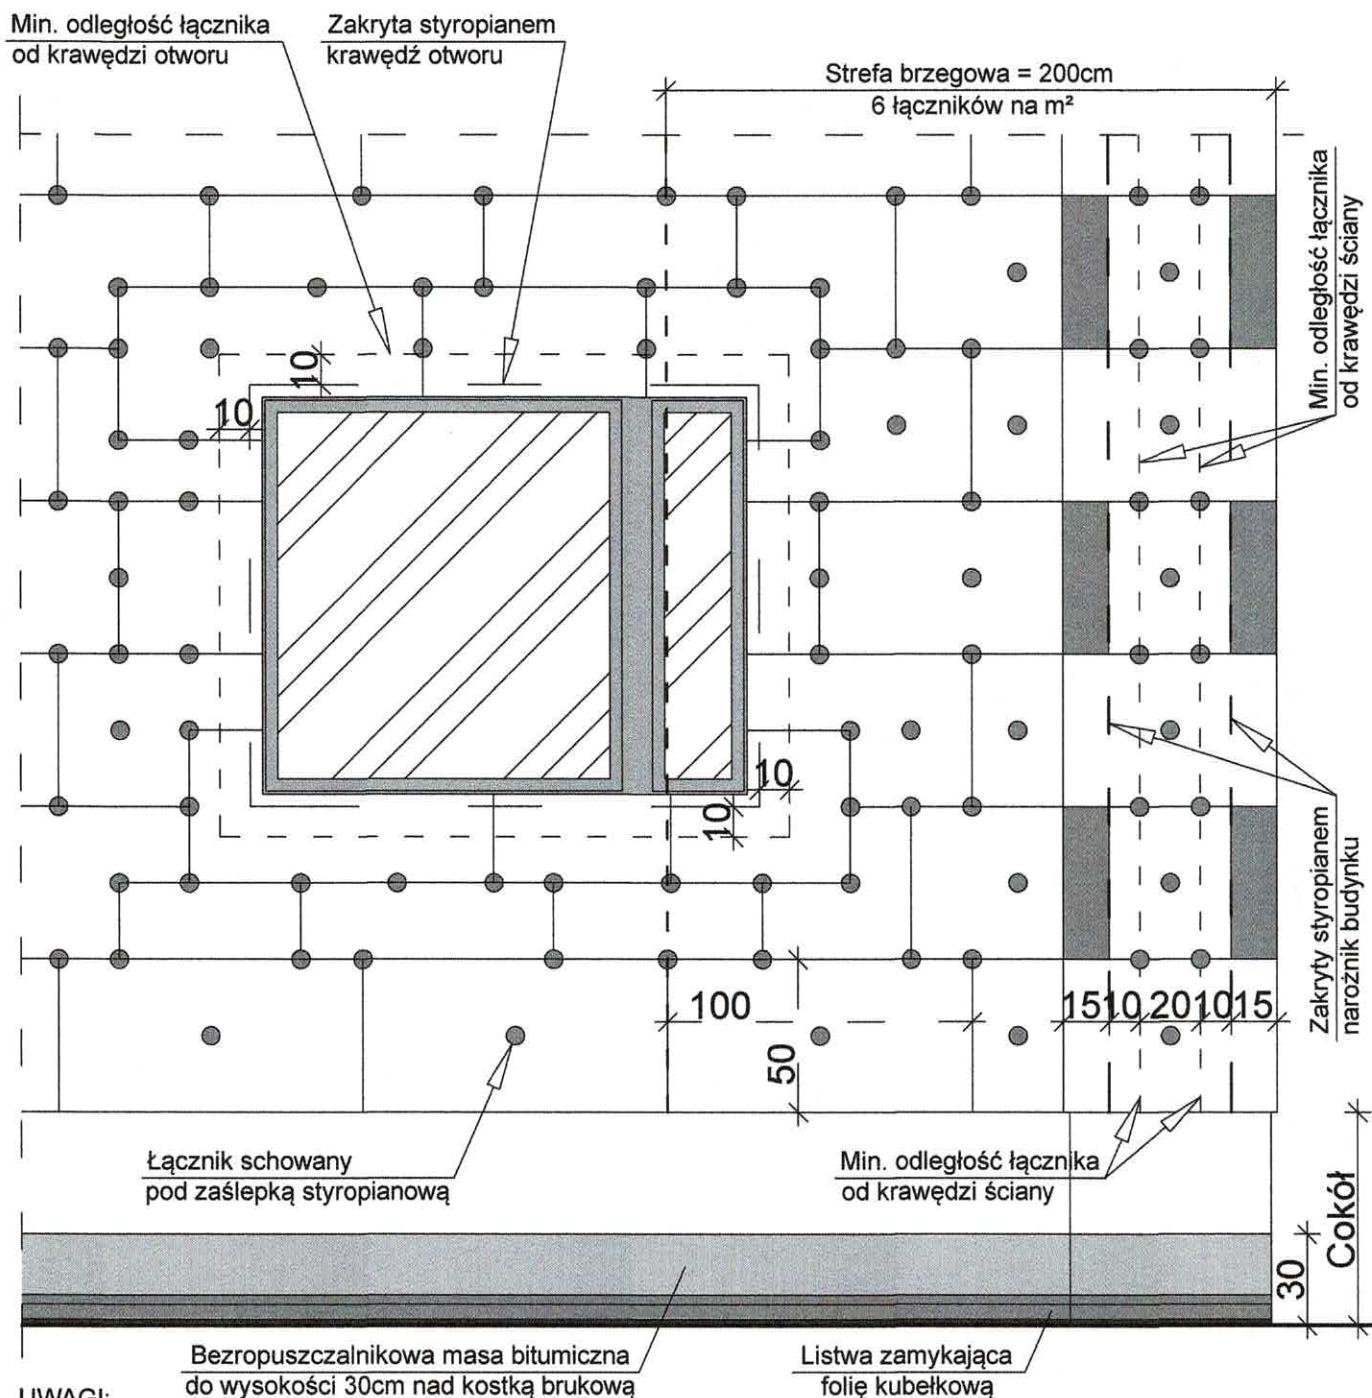 Min. odległość łącznika
od krawędzi otworu
Zakryta styropianem
krawędź otworu
Strefa brzegowa = 200cm
6 łączników na m²
Min. odległość łącznika
od krawędzi ściany
10
10
10
10
Zakryty styropianem
narożnik budynku
100
50
15
10
20
10
15
Łącznik schowany
pod zaślepką styropianową
Min. odległość łącznika
od krawędzi ściany
Cokół
30
Bezropuszczalnikowa masa bitumiczna
do wysokości 30cm nad kostką brukową
Listwa zamykająca
folię kubełkową
UWAGI: